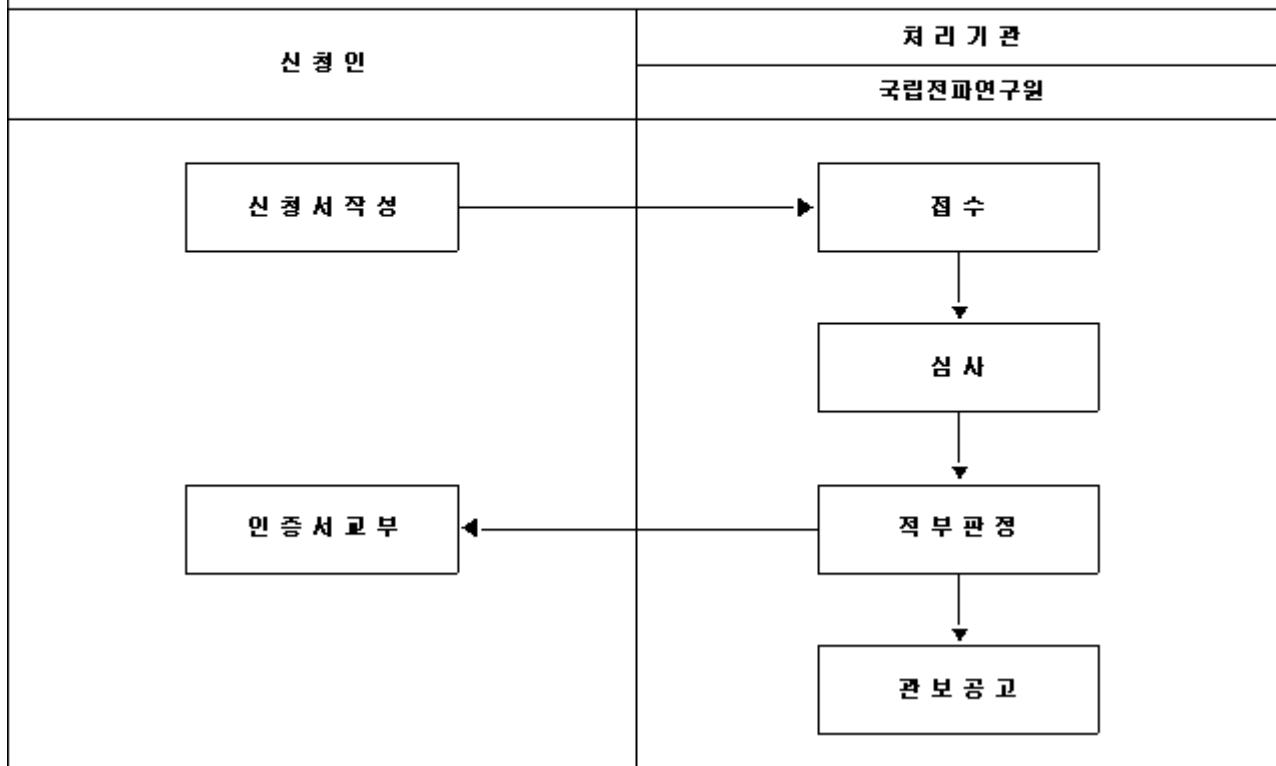 신 청 인
처 리 기 관
국립전파연구원
신 청 서 작 성
접 수
심 사
인 증 서 교 부
적 부 판 정
관 보 공 고